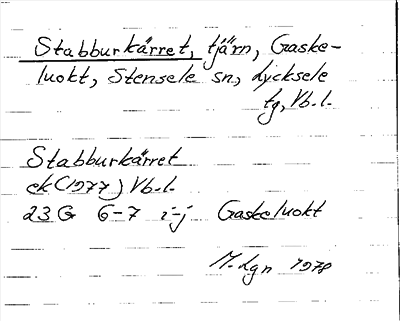 Stabburkärret, tjärn, Gaske-
luokt, Stensele sn, Lycksele
tg, Vb.l.
Stabburkärret
ek (1977) Vb.l.
23 G 6-7 i-j Gaskeluokt
M. Lgn 1978